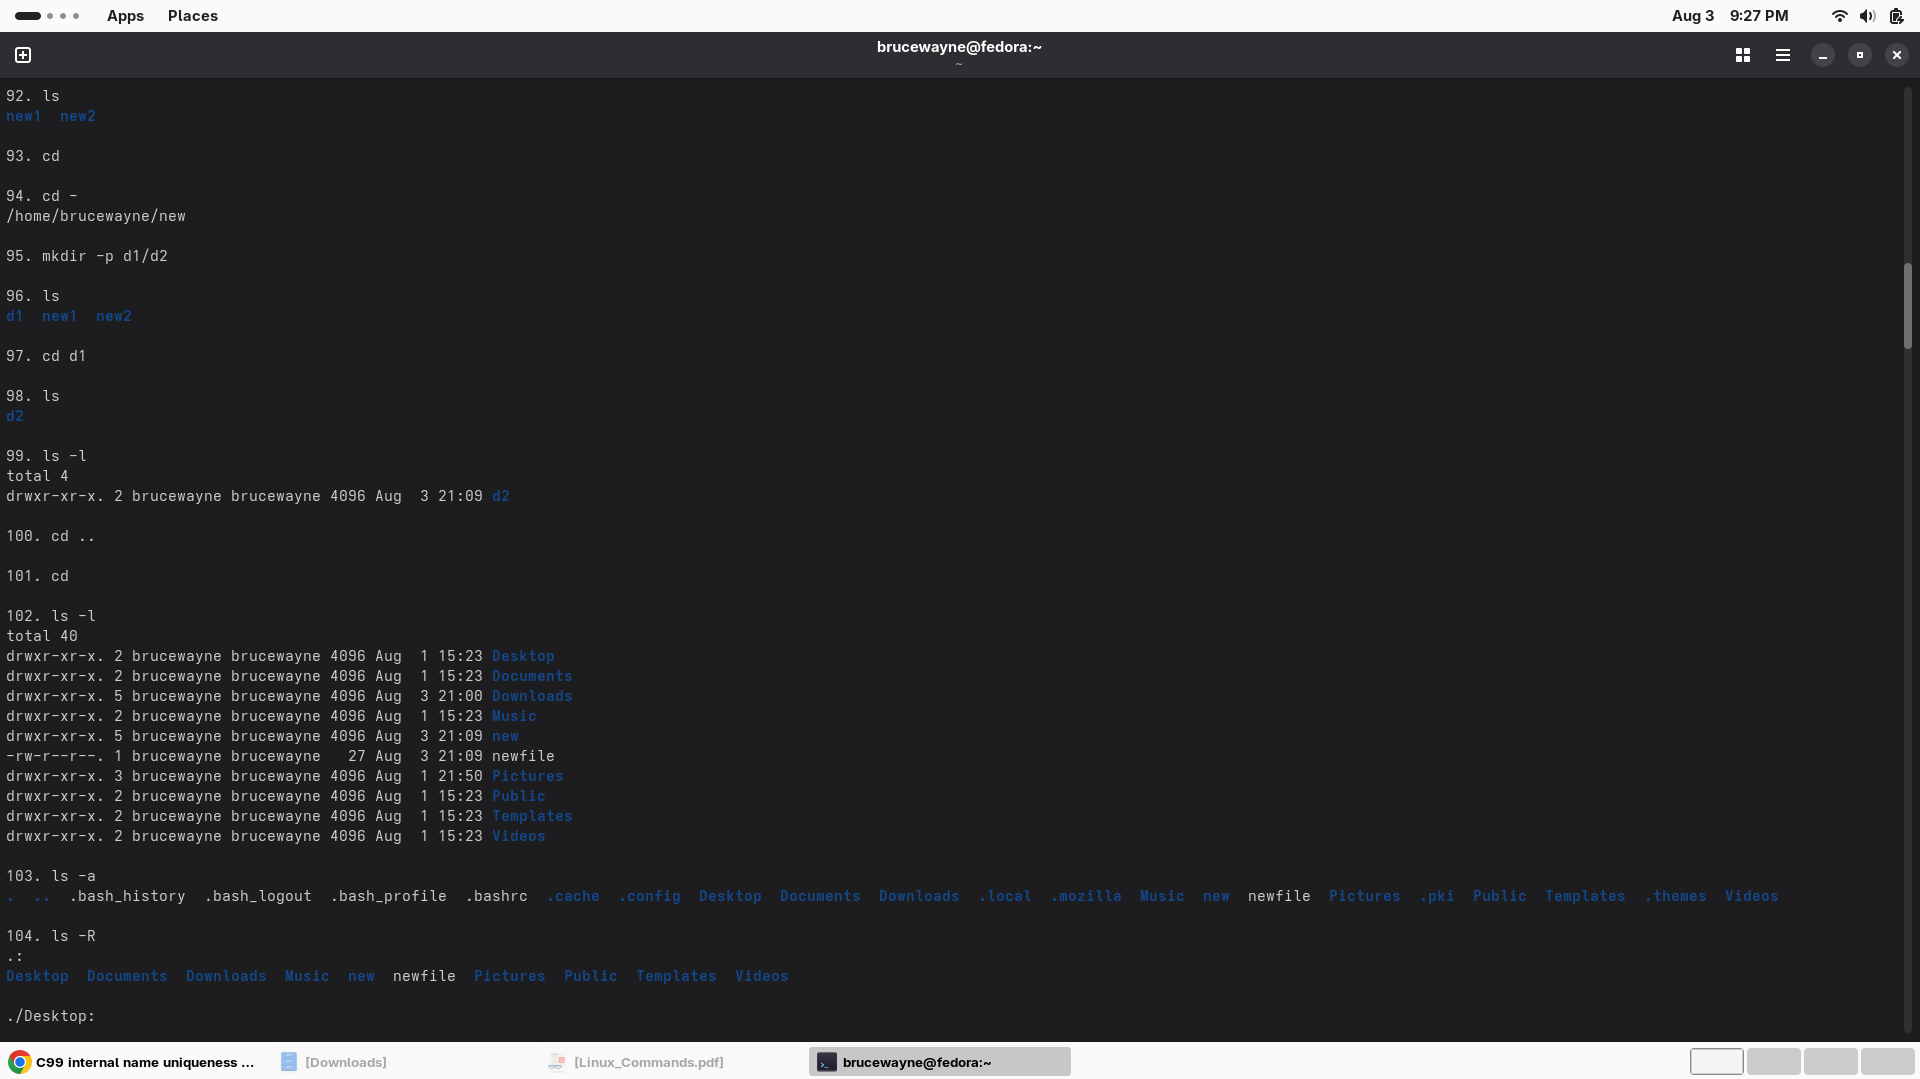 Apps Places Aug 3 9:27 PM
brucewayne@fedora:~
~
92. ls
new1 new2
93. cd
94. cd -
/home/brucewayne/new
95. mkdir -p d1/d2
96. ls
d1 new1 new2
97. cd d1
98. ls
d2
99. ls -l
total 4
drwxr-xr-x. 2 brucewayne brucewayne 4096 Aug  3 21:09 d2
100. cd ..
101. cd
102. ls -l
total 40
drwxr-xr-x. 2 brucewayne brucewayne 4096 Aug  1 15:23 Desktop
drwxr-xr-x. 2 brucewayne brucewayne 4096 Aug  1 15:23 Documents
drwxr-xr-x. 5 brucewayne brucewayne 4096 Aug  3 21:00 Downloads
drwxr-xr-x. 2 brucewayne brucewayne 4096 Aug  1 15:23 Music
drwxr-xr-x. 5 brucewayne brucewayne 4096 Aug  3 21:09 new
-rw-r--r--. 1 brucewayne brucewayne   27 Aug  3 21:09 newfile
drwxr-xr-x. 3 brucewayne brucewayne 4096 Aug  1 21:50 Pictures
drwxr-xr-x. 2 brucewayne brucewayne 4096 Aug  1 15:23 Public
drwxr-xr-x. 2 brucewayne brucewayne 4096 Aug  1 15:23 Templates
drwxr-xr-x. 2 brucewayne brucewayne 4096 Aug  1 15:23 Videos
103. ls -a
.  ..  .bash_history  .bash_logout  .bash_profile  .bashrc  .cache  .config  Desktop  Documents  Downloads  .local  .mozilla  Music  new  newfile  Pictures  .pki  Public  Templates  .themes  Videos
104. ls -R
.:
Desktop  Documents  Downloads  Music  new  newfile  Pictures  Public  Templates  Videos
./Desktop:
C99 internal name uniqueness ... [Downloads] [Linux_Commands.pdf] brucewayne@fedora:~